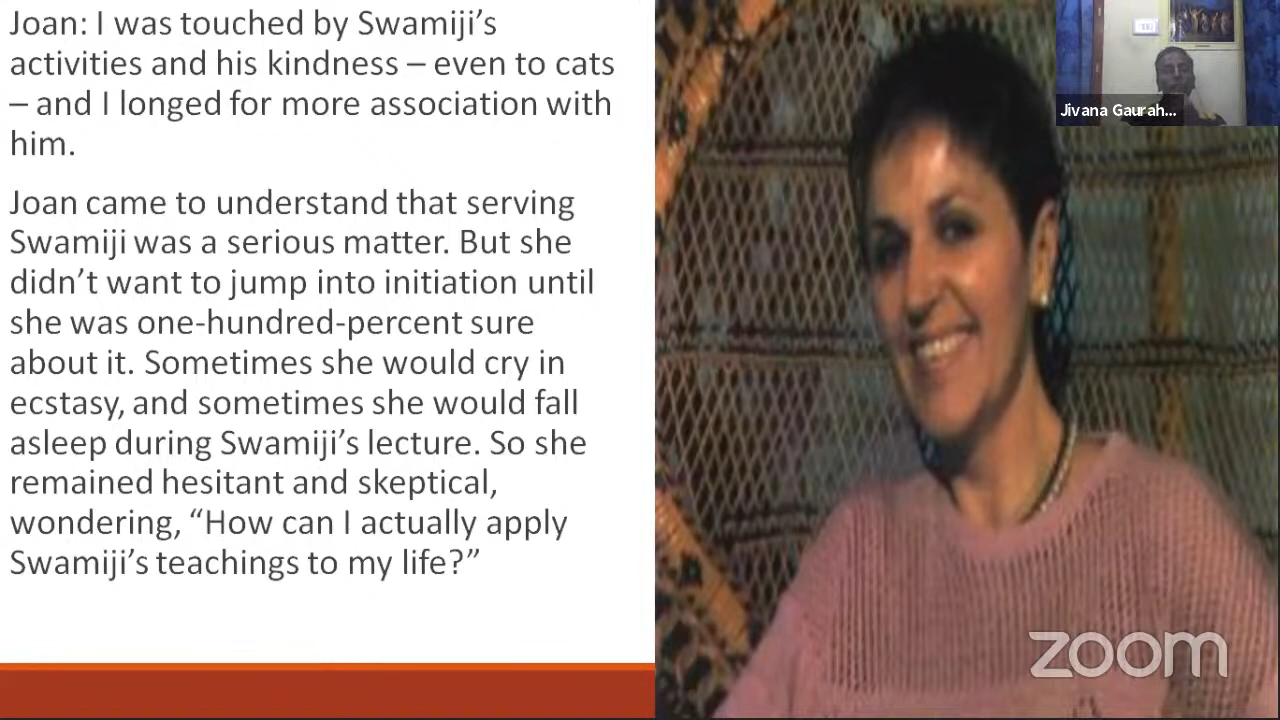 Joan: I was touched by Swamiji’s
activities and his kindness – even to cats
– and I longed for more association with
him.
Joan came to understand that serving
Swamiji was a serious matter. But she
didn’t want to jump into initiation until
she was one-hundred-percent sure
about it. Sometimes she would cry in
ecstasy, and sometimes she would fall
asleep during Swamiji’s lecture. So she
remained hesitant and skeptical,
wondering, “How can I actually apply
Swamiji’s teachings to my life?”
Jivana Gaurah...
zoom